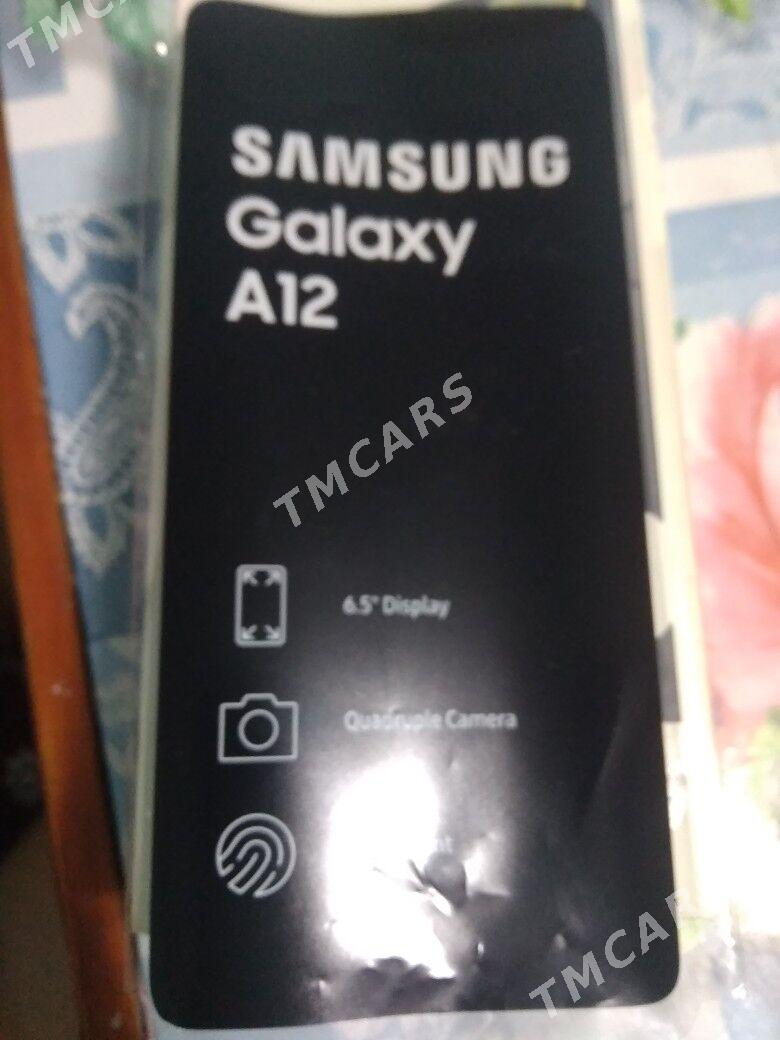 TMCARS
SAMSUNG
Galaxy
A12
TMCARS
6.5" Display
Quadruple Camera
TMCARS